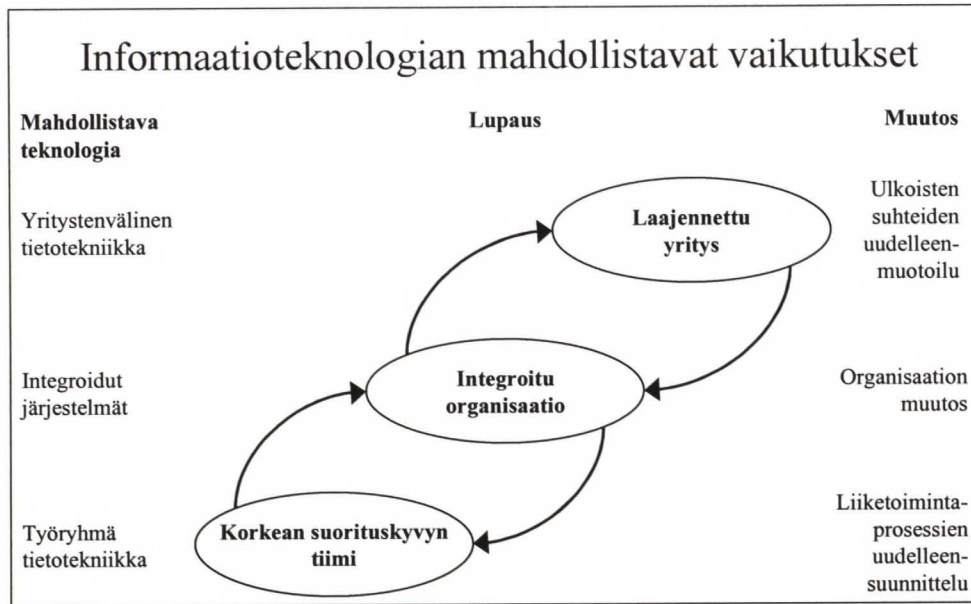 Informaatioteknologian mahdollistavat vaikutukset
Mahdollistava
teknologia
Lupaus
Muutos
Yritystenvälinen
tietotekniikka
Laajennettu
yritys
Ulkoisten
suhteiden
uudelleen-
muotoilu
Integroidut
järjestelmät
Integroitu
organisaatio
Organisaation
muutos
Työryhmä
tietotekniikka
Korkean suorituskyvyn
tiimi
Liiketoiminta-
prosessien
uudelleen-
suunnittelu